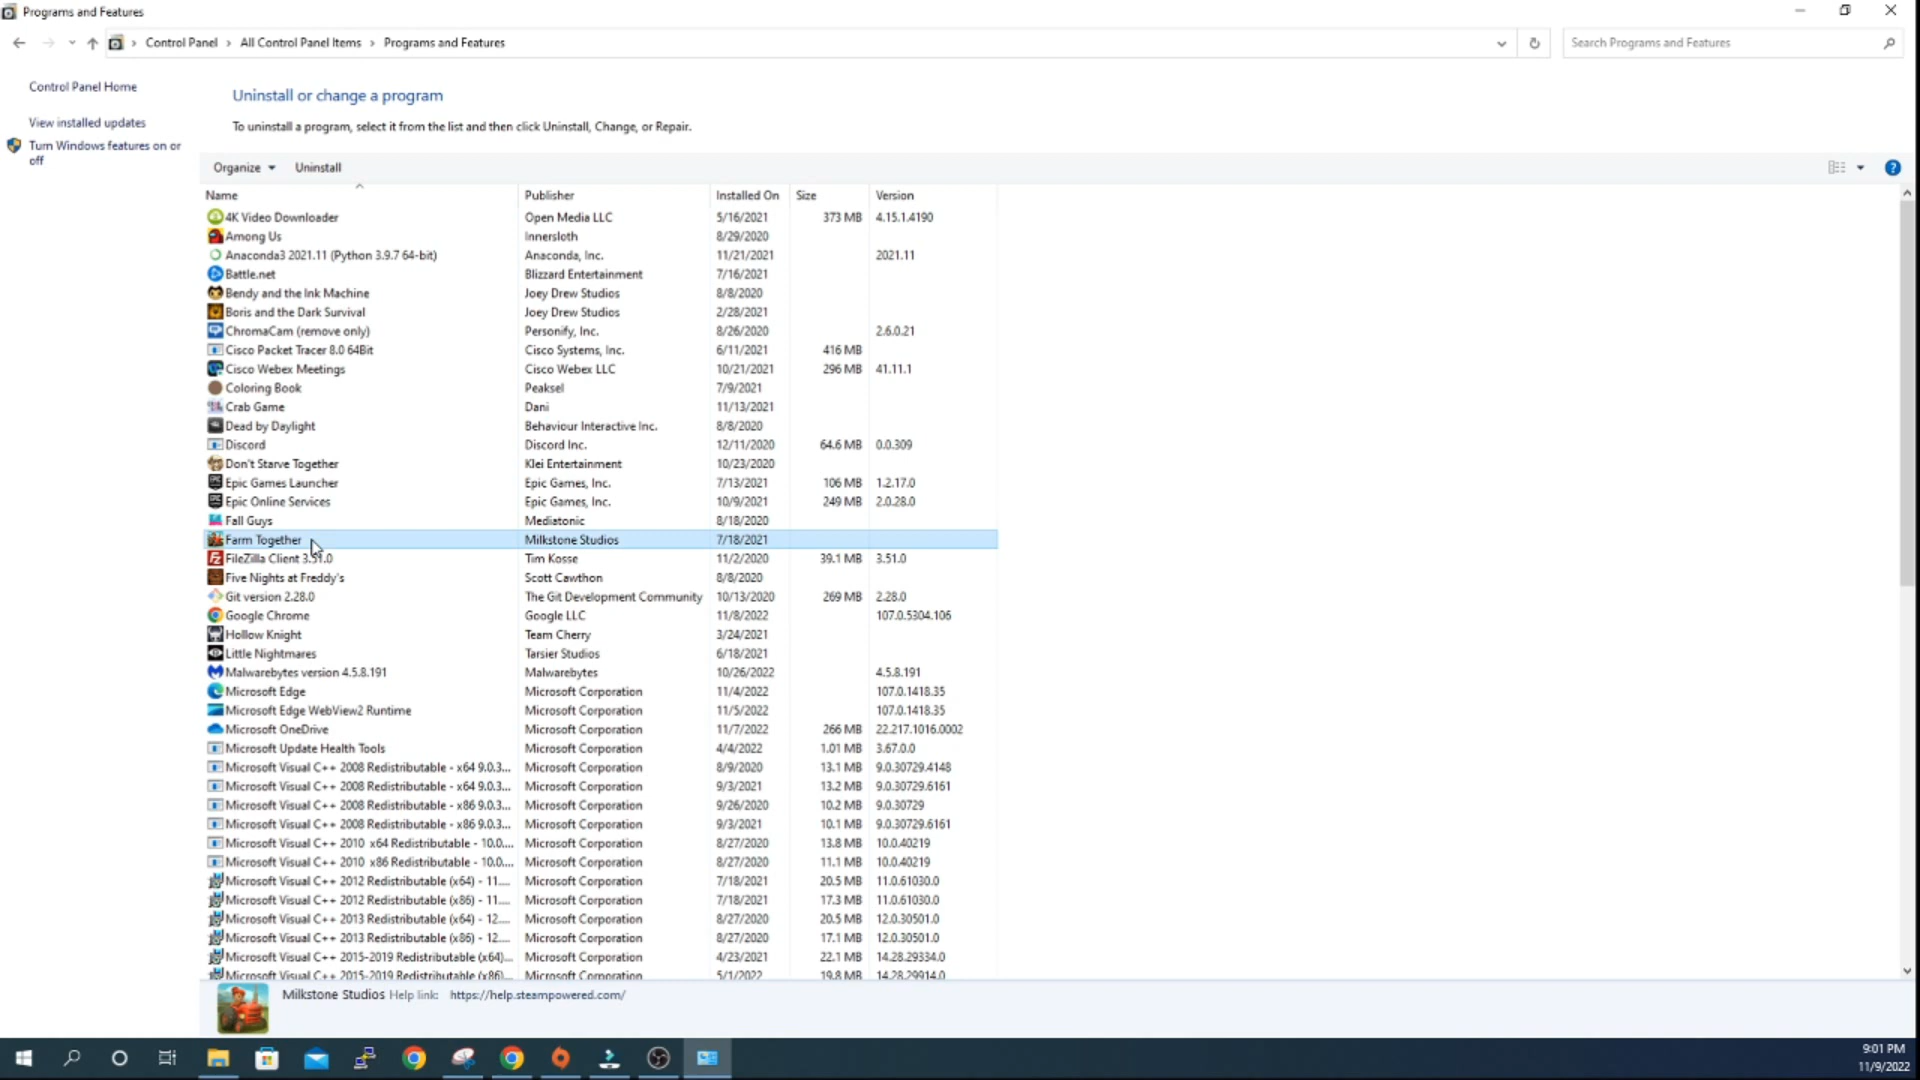 Programs and Features
Control Panel > All Control Panel Items > Programs and Features
Search Programs and Features
Control Panel Home
View installed updates
Turn Windows features on or
off
Uninstall or change a program
To uninstall a program, select it from the list and then click Uninstall, Change, or Repair.
Organize Uninstall
Name Publisher Installed On Size Version
4K Video Downloader Open Media LLC 5/16/2021 373 MB 4.15.1.4190
Among Us Innersloth 8/29/2020
Anaconda3 2021.11 (Python 3.9.7 64-bit) Anaconda, Inc. 11/21/2021 2021.11
Battle.net Blizzard Entertainment 7/16/2021
Bendy and the Ink Machine Joey Drew Studios 8/8/2020
Boris and the Dark Survival Joey Drew Studios 2/28/2021
ChromaCam (remove only) Personify, Inc. 8/26/2020 2.6.0.21
Cisco Packet Tracer 8.0 64Bit Cisco Systems, Inc. 6/11/2021 416 MB
Cisco Webex Meetings Cisco Webex LLC 10/21/2021 296 MB 41.11.1
Coloring Book Peaksel 7/9/2021
Crab Game Dani 11/13/2021
Dead by Daylight Behaviour Interactive Inc. 8/8/2020
Discord Discord Inc. 12/11/2020 64.6 MB 0.0.309
Don't Starve Together Klei Entertainment 10/23/2020
Epic Games Launcher Epic Games, Inc. 7/13/2021 106 MB 1.2.17.0
Epic Online Services Epic Games, Inc. 10/9/2021 249 MB 2.0.28.0
Fall Guys Mediatonic 8/18/2020
Farm Together Milkstone Studios 7/18/2021
FileZilla Client 3.51.0 Tim Kosse 11/2/2020 39.1 MB 3.51.0
Five Nights at Freddy's Scott Cawthon 8/8/2020
Git version 2.28.0 The Git Development Community 10/13/2020 269 MB 2.28.0
Google Chrome Google LLC 11/8/2022 107.0.5304.106
Hollow Knight Team Cherry 3/24/2021
Little Nightmares Tarsier Studios 6/18/2021
Malwarebytes version 4.5.8.191 Malwarebytes 10/26/2022 4.5.8.191
Microsoft Edge Microsoft Corporation 11/4/2022 107.0.1418.35
Microsoft Edge WebView2 Runtime Microsoft Corporation 11/5/2022 107.0.1418.35
Microsoft OneDrive Microsoft Corporation 11/7/2022 266 MB 22.217.1016.0002
Microsoft Update Health Tools Microsoft Corporation 4/4/2022 1.01 MB 3.67.0.0
Microsoft Visual C++ 2008 Redistributable - x64 9.0.3... Microsoft Corporation 8/9/2020 13.1 MB 9.0.30729.4148
Microsoft Visual C++ 2008 Redistributable - x64 9.0.3... Microsoft Corporation 9/3/2021 13.2 MB 9.0.30729.6161
Microsoft Visual C++ 2008 Redistributable - x86 9.0.3... Microsoft Corporation 9/26/2020 10.2 MB 9.0.30729
Microsoft Visual C++ 2008 Redistributable - x86 9.0.3... Microsoft Corporation 9/3/2021 10.1 MB 9.0.30729.6161
Microsoft Visual C++ 2010 x64 Redistributable - 10.0.... Microsoft Corporation 8/27/2020 13.8 MB 10.0.40219
Microsoft Visual C++ 2010 x86 Redistributable - 10.0.... Microsoft Corporation 8/27/2020 11.1 MB 10.0.40219
Microsoft Visual C++ 2012 Redistributable (x64) - 11.... Microsoft Corporation 7/18/2021 20.5 MB 11.0.61030.0
Microsoft Visual C++ 2012 Redistributable (x86) - 11.... Microsoft Corporation 7/18/2021 17.3 MB 11.0.61030.0
Microsoft Visual C++ 2013 Redistributable (x64) - 12.... Microsoft Corporation 8/27/2020 20.5 MB 12.0.30501.0
Microsoft Visual C++ 2013 Redistributable (x86) - 12.... Microsoft Corporation 8/27/2020 17.1 MB 12.0.30501.0
Microsoft Visual C++ 2015-2019 Redistributable (x64)... Microsoft Corporation 4/23/2021 22.1 MB 14.28.29334.0
Microsoft Visual C++ 2015-2019 Redistributable (x86)... Microsoft Corporation 5/1/2022 19.8 MB 14.28.29914.0
Milkstone Studios Help link: https://help.steampowered.com/
9:01 PM
11/9/2022